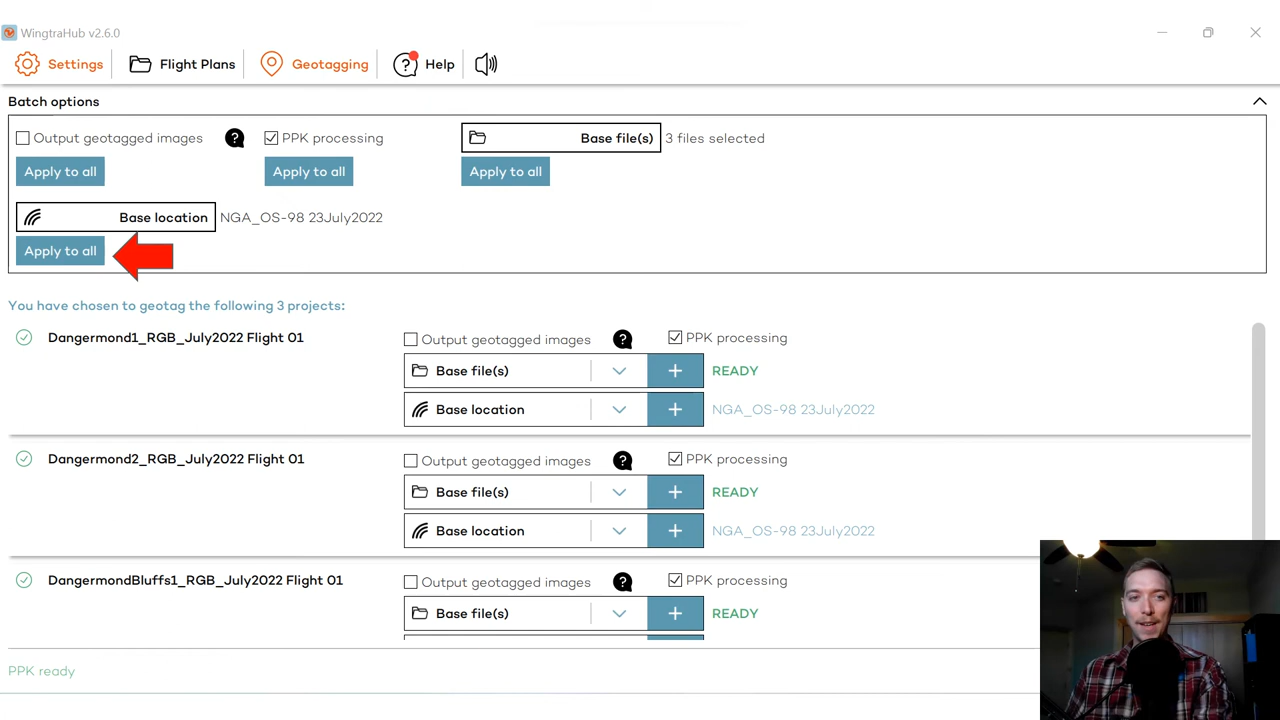 WingtraHub v2.6.0
Settings Flight Plans Geotagging ? Help
Batch options
Output geotagged images ? PPK processing Base file(s) 3 files selected
Apply to all Apply to all Apply to all
Base location NGA_OS-98 23July2022
Apply to all
You have chosen to geotag the following 3 projects:
Dangermond1_RGB_July2022 Flight 01 Output geotagged images ? PPK processing
Base file(s) + READY
Base location + NGA_OS-98 23July2022
Dangermond2_RGB_July2022 Flight 01 Output geotagged images ? PPK processing
Base file(s) + READY
Base location + NGA_OS-98 23July2022
DangermondBluffs1_RGB_July2022 Flight 01 Output geotagged images ? PPK processing
Base file(s) + READY
PPK ready